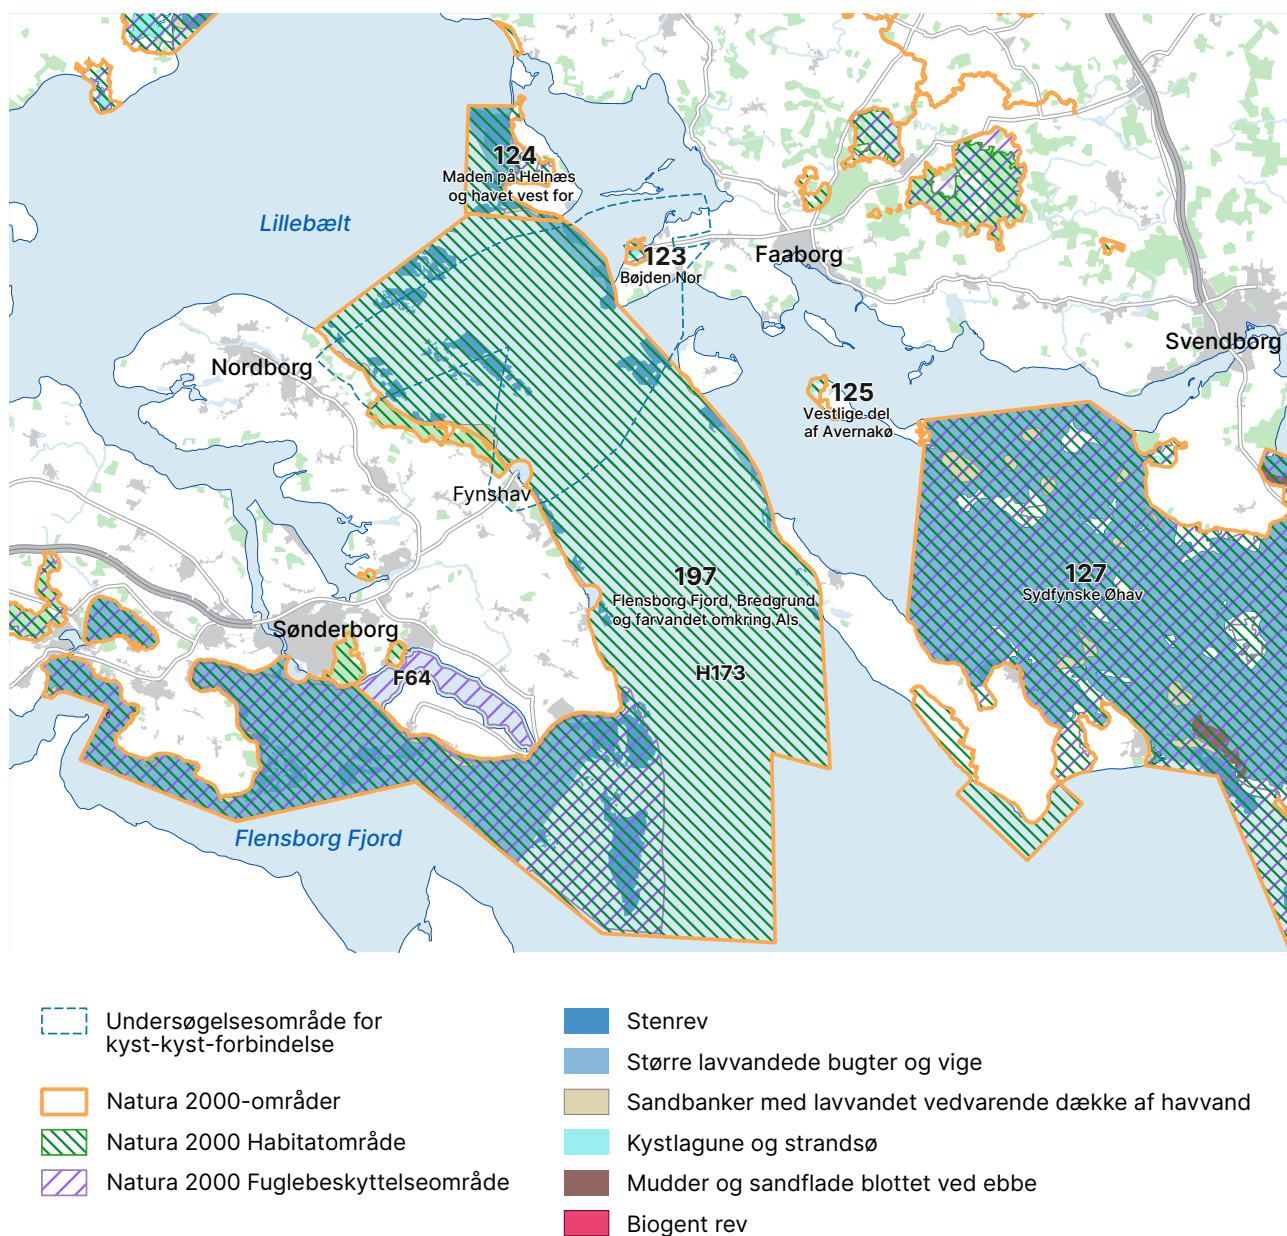 124
Maden på Helnæs
og havet vest for
Lillebælt
123
Bøjden Nor
Faaborg
Svendborg
Nordborg
125
Vestlige del
af Avernakø
Fynshav
197
Flensborg Fjord, Bredgrund
og farvandet omkring Als
H173
127
Sydfynske Øhav
Sønderborg
F64
Flensborg Fjord
Undersøgelsesområde for
kyst-kyst-forbindelse
Natura 2000-områder
Natura 2000 Habitatområde
Natura 2000 Fuglebeskyttelseområde
Stenrev
Større lavvandede bugter og vige
Sandbanker med lavvandet vedvarende dække af havvand
Kystlagune og strandsø
Mudder og sandflade blottet ved ebbe
Biogent rev